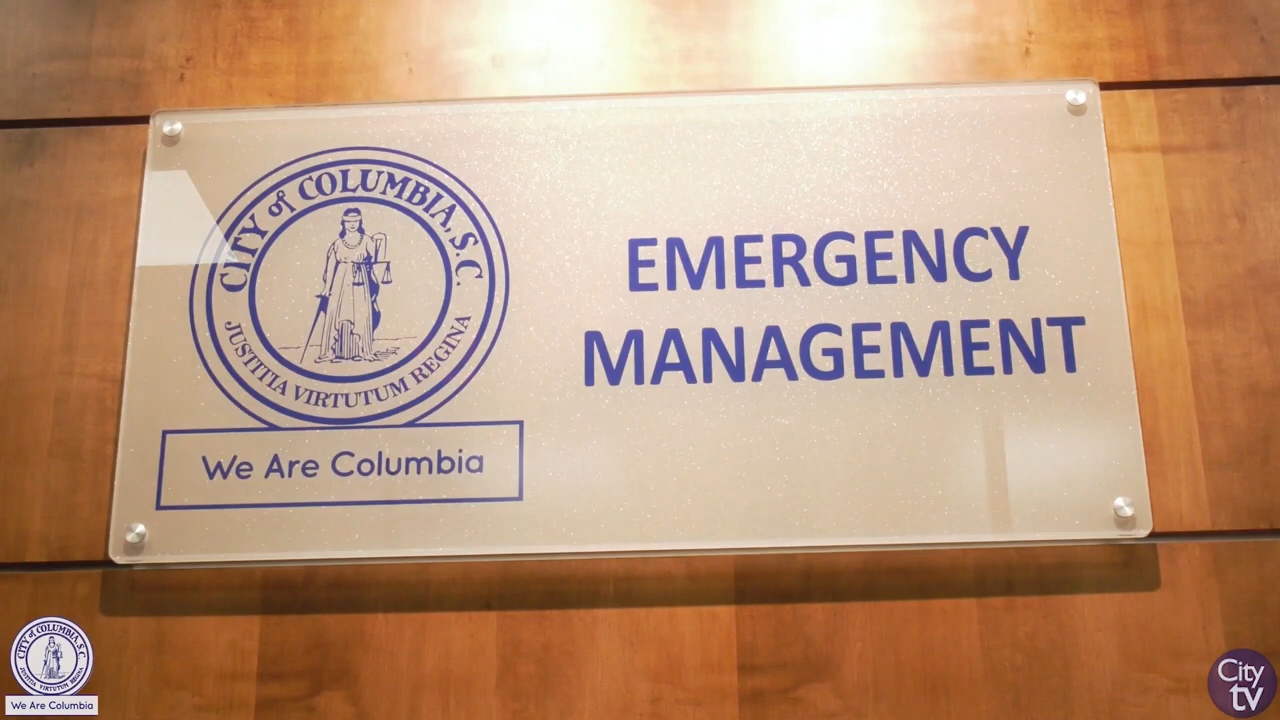 CITY of COLUMBIA, S.C.
JUSTITIA VIRTUTUM REGINA
We Are Columbia
EMERGENCY
MANAGEMENT
CITY of COLUMBIA, S.C.
JUSTITIA VIRTUTUM REGINA
We Are Columbia
City
tv